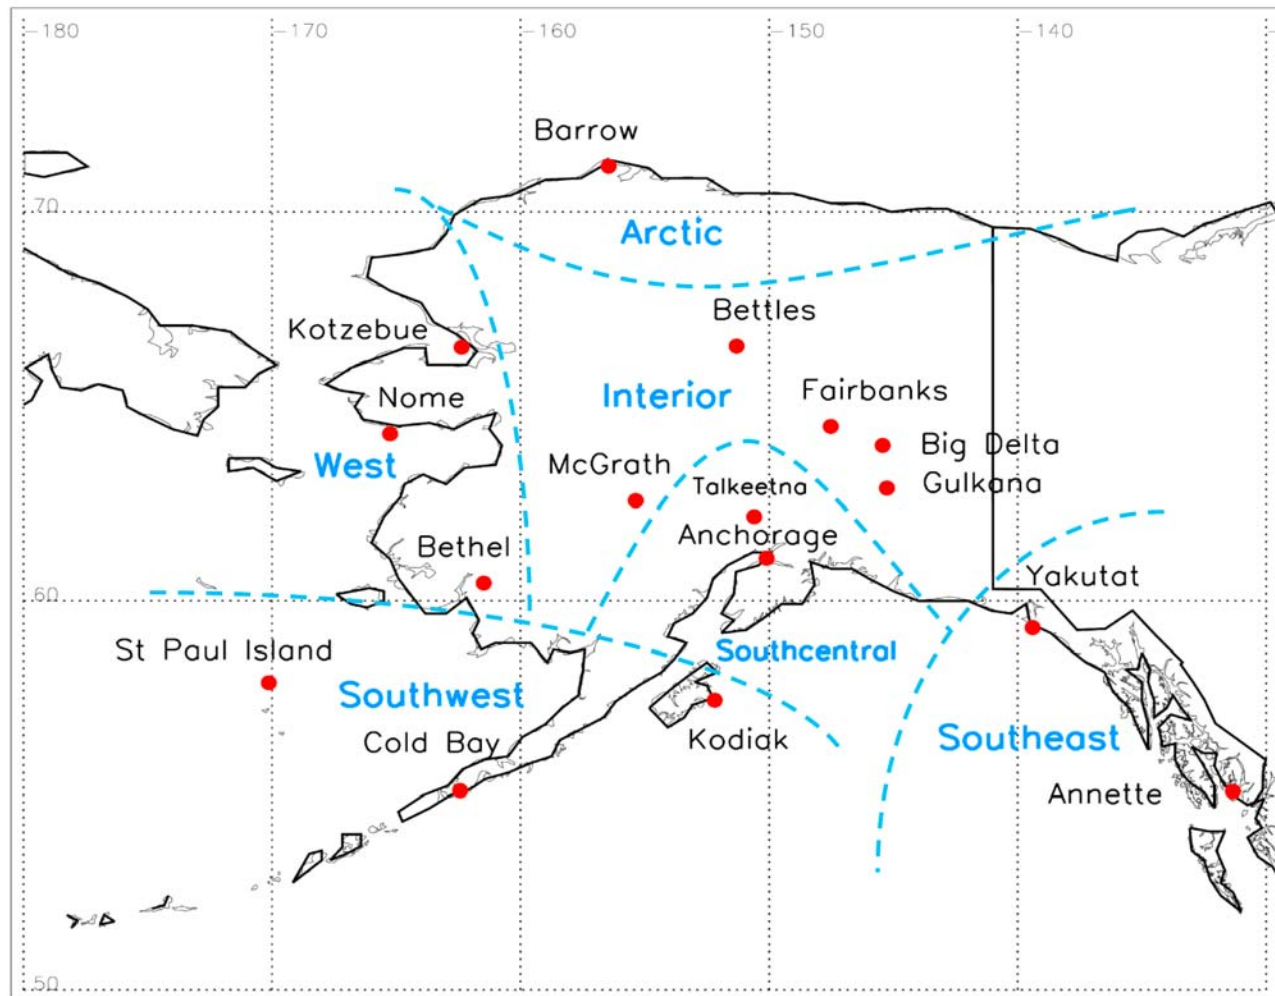 -180
-170
-160
-150
-140
Barrow
70
Arctic
Bettles
Kotzebue
Interior
Fairbanks
Nome
Big Delta
West
McGrath
Talkeetna
Gulkana
Anchorage
Bethel
Yakutat
60
St Paul Island
Southcentral
Southwest
Southeast
Cold Bay
Kodiak
Annette
50